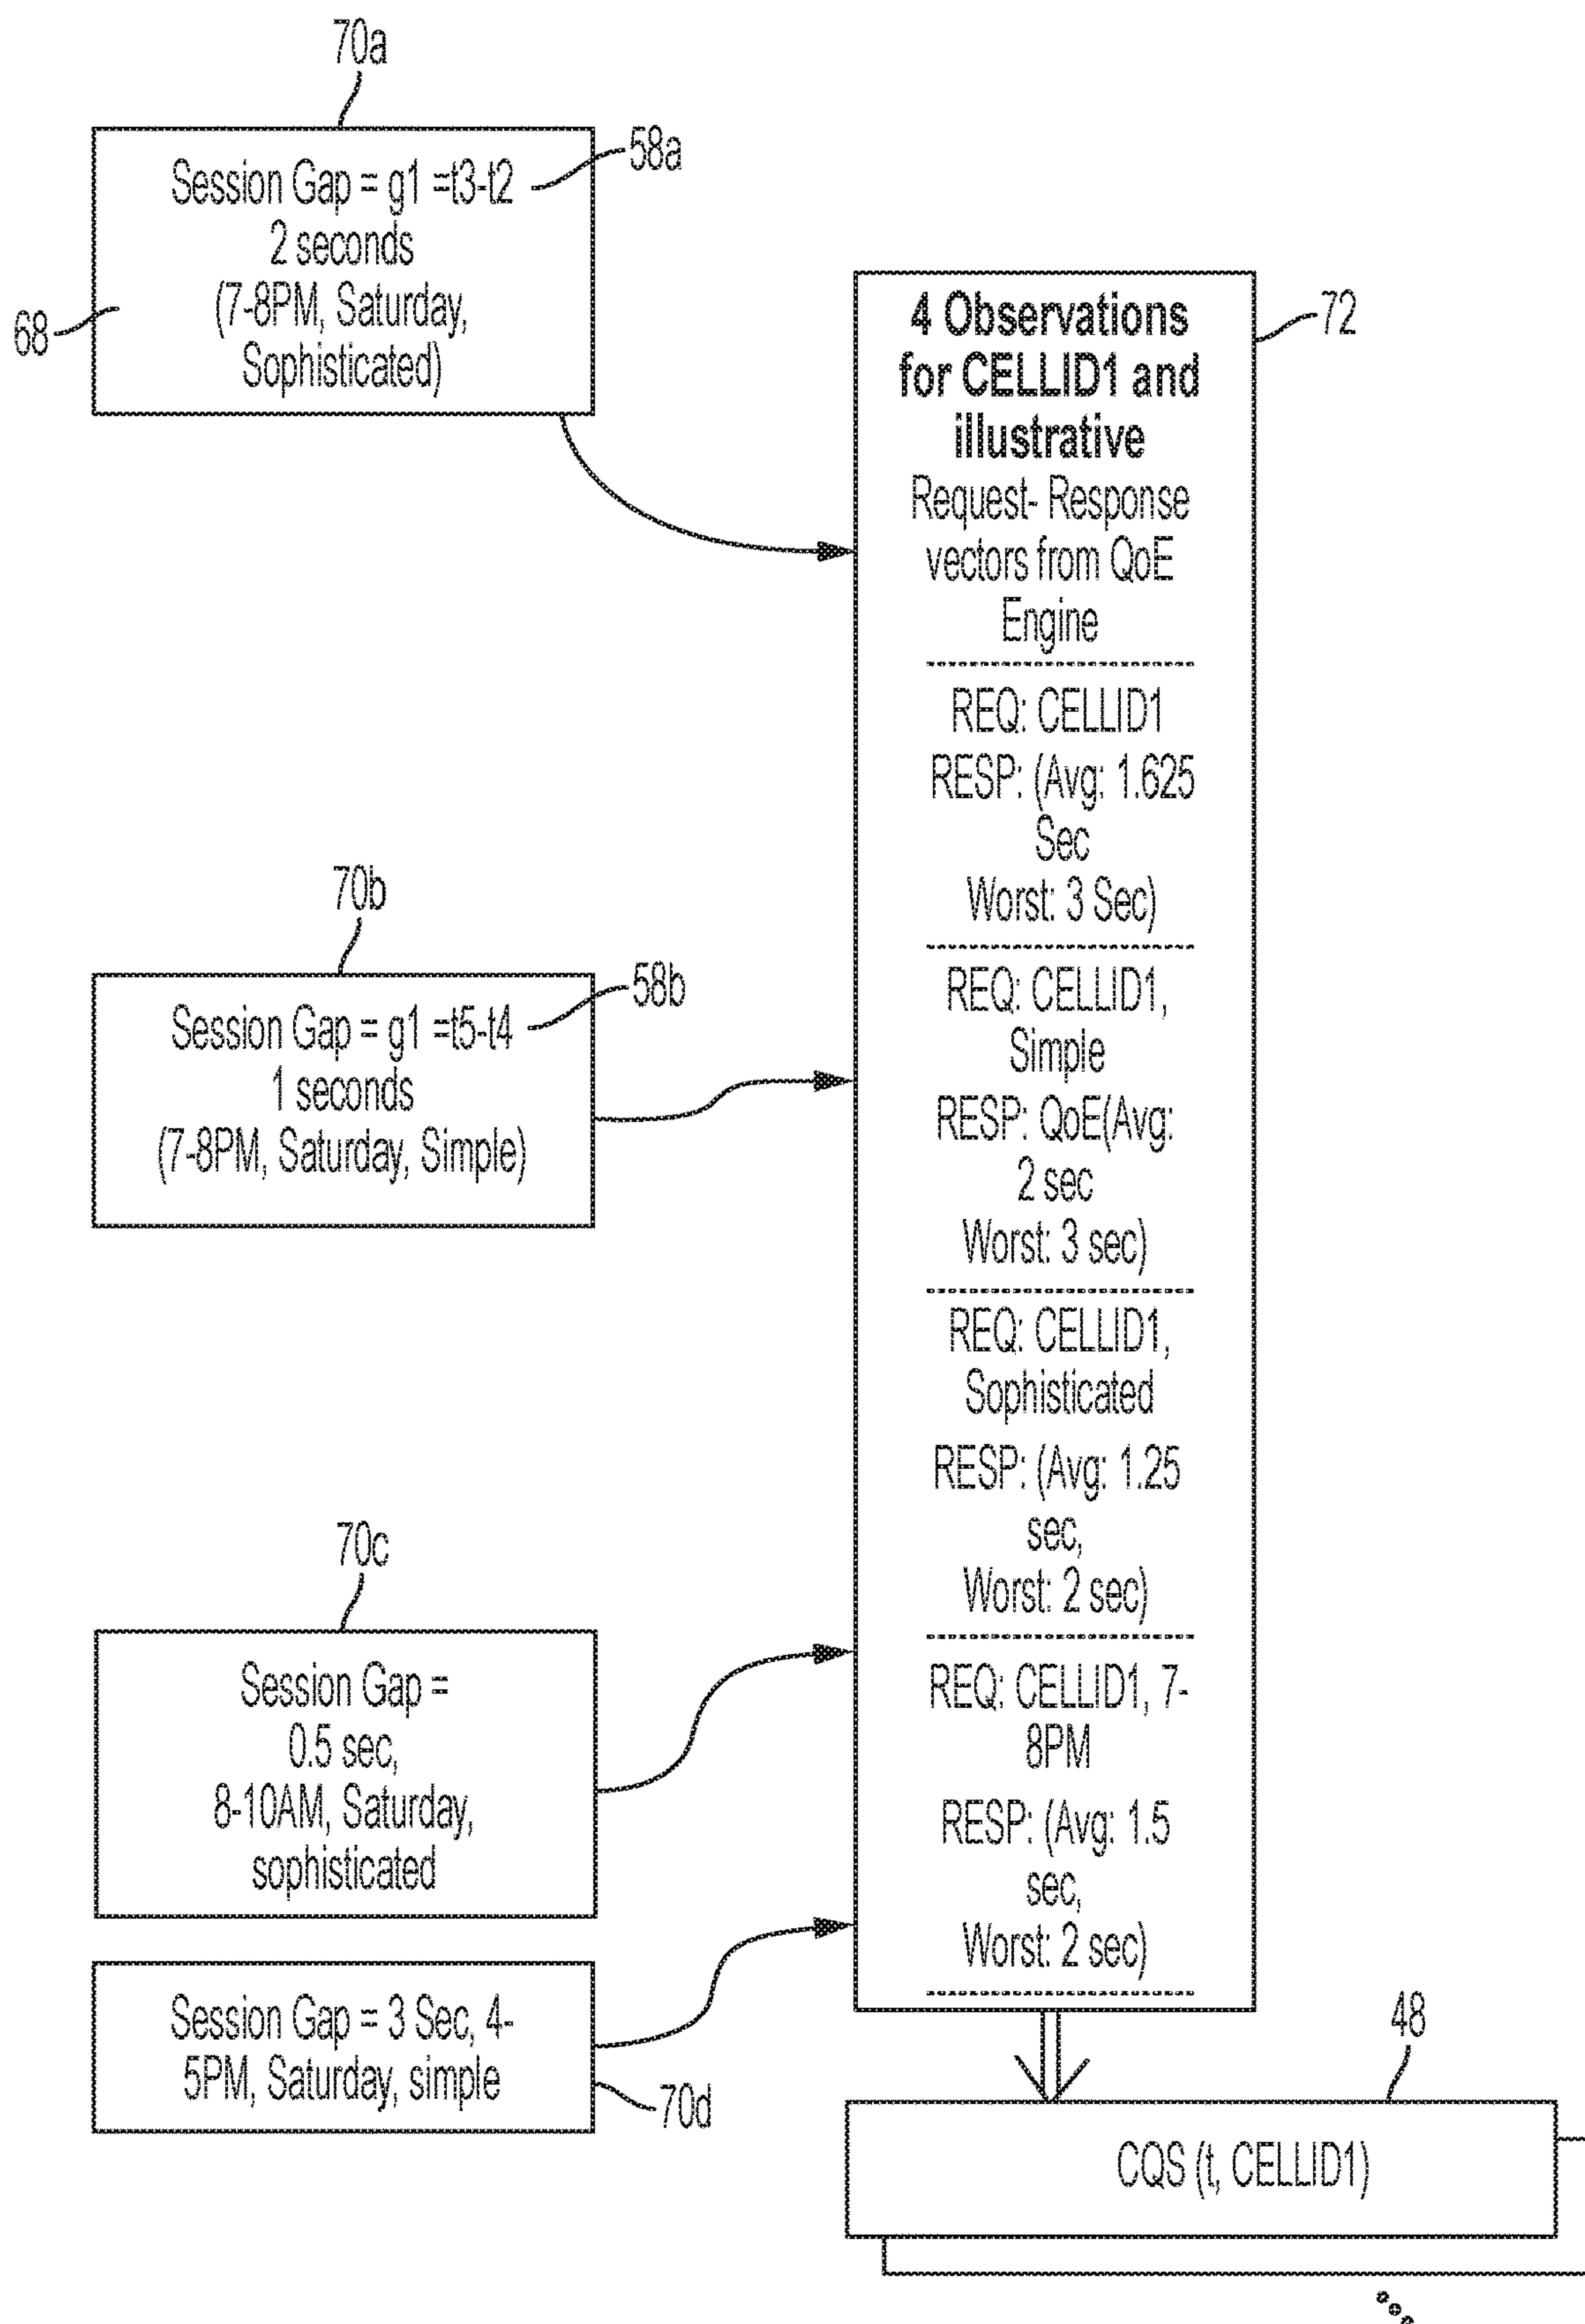 70a
Session Gap = g1 =t3-t2
58a
2 seconds
(7-8PM, Saturday,
Sophisticated)
68
4 Observations
for CELLID1 and
illustrative
Request- Response
vectors from QoE
Engine
72
REQ: CELLID1
RESP: (Avg: 1.625
Sec
Worst: 3 Sec)
70b
Session Gap = g1 =t5-t4
58b
1 seconds
(7-8PM, Saturday, Simple)
REQ: CELLID1,
Simple
RESP: QoE(Avg:
2 sec
Worst: 3 sec)
REQ: CELLID1,
Sophisticated
RESP: (Avg: 1.25
sec,
Worst: 2 sec)
70c
Session Gap =
0.5 sec,
8-10AM, Saturday,
sophisticated
REQ: CELLID1, 7-
8PM
RESP: (Avg: 1.5
sec,
Worst: 2 sec)
Session Gap = 3 Sec, 4-
5PM, Saturday, simple
70d
48
CQS (t, CELLID1)